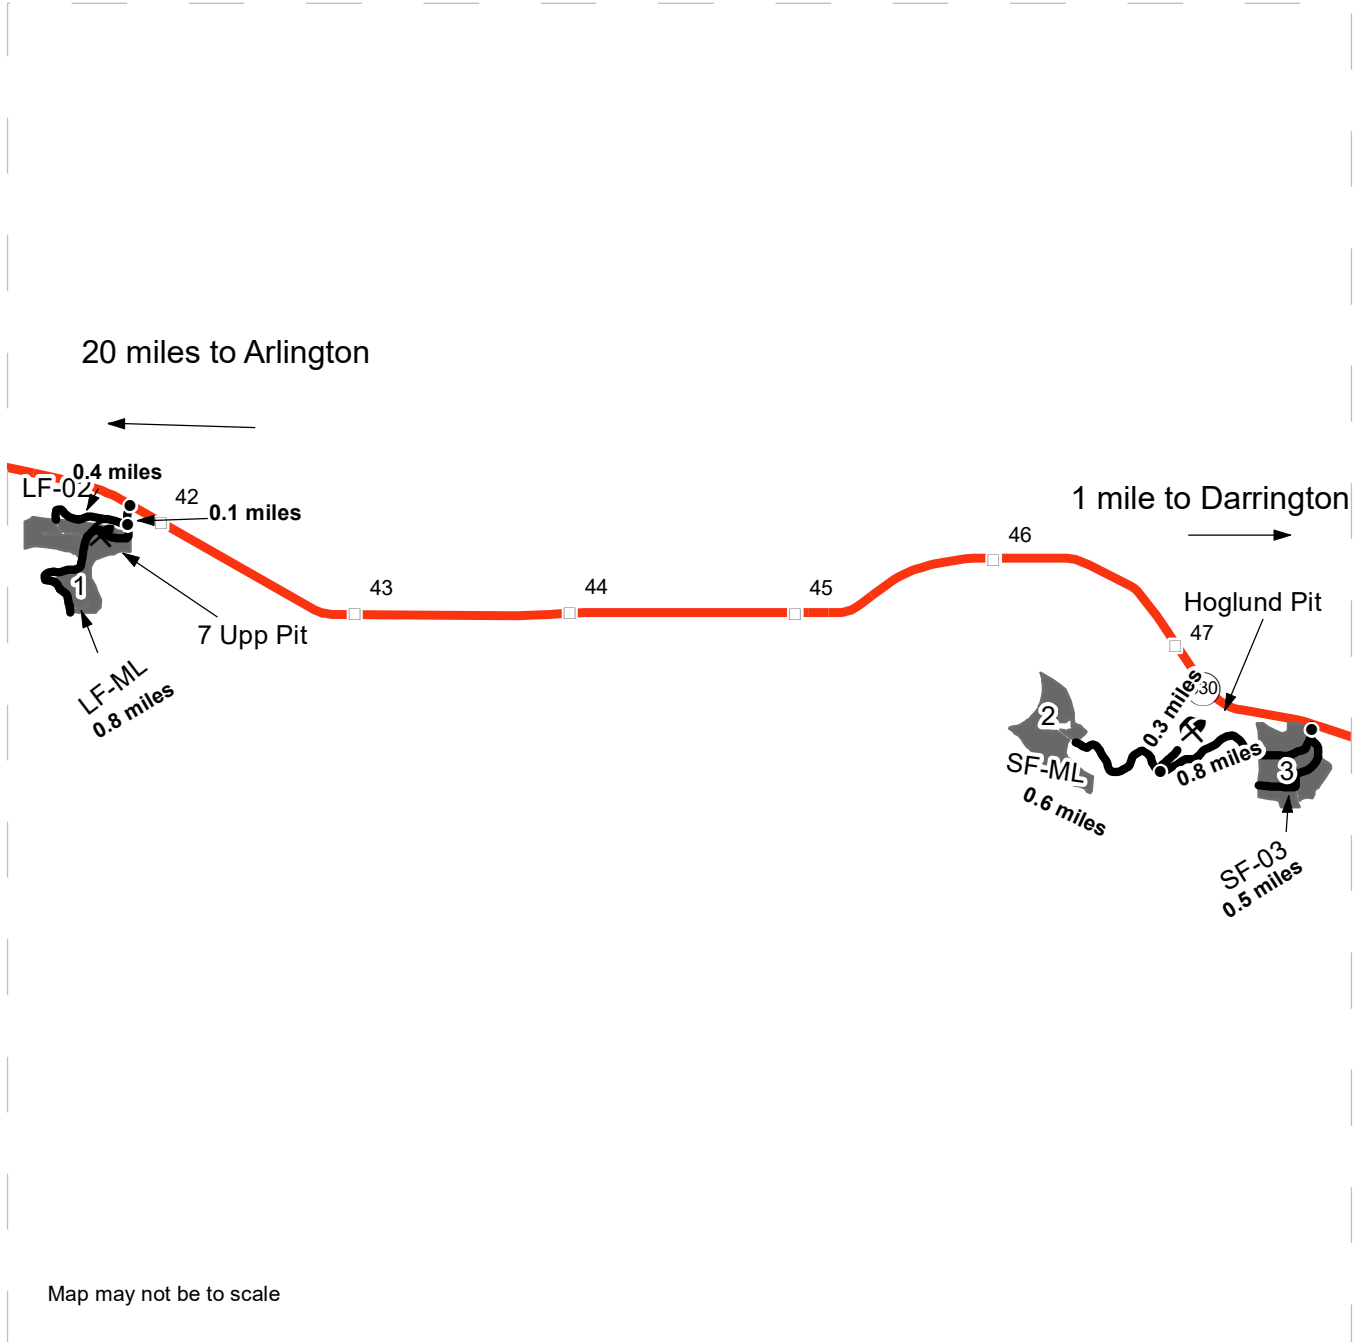 20 miles to Arlington
0.4 miles
LF-02
42
0.1 miles
1 mile to Darrington
46
43
44
45
Hoglund Pit
47
1
7 Upp Pit
LF-ML
0.8 miles
30
0.3 miles
2
SF-ML
0.8 miles
3
0.6 miles
SF-03
0.5 miles
Map may not be to scale